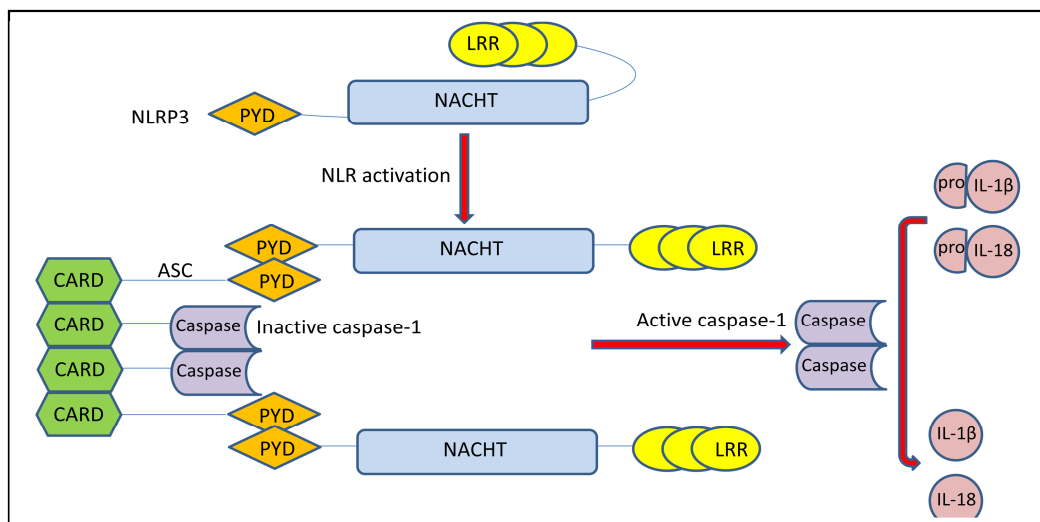 LRR
NACHT
NLRP3
PYD
NLR activation
pro IL-1β
pro IL-18
PYD
NACHT
LRR
CARD
ASC
PYD
CARD
Caspase
Inactive caspase-1
Active caspase-1
Caspase
CARD
Caspase
Caspase
CARD
PYD
PYD
NACHT
LRR
IL-1β
IL-18